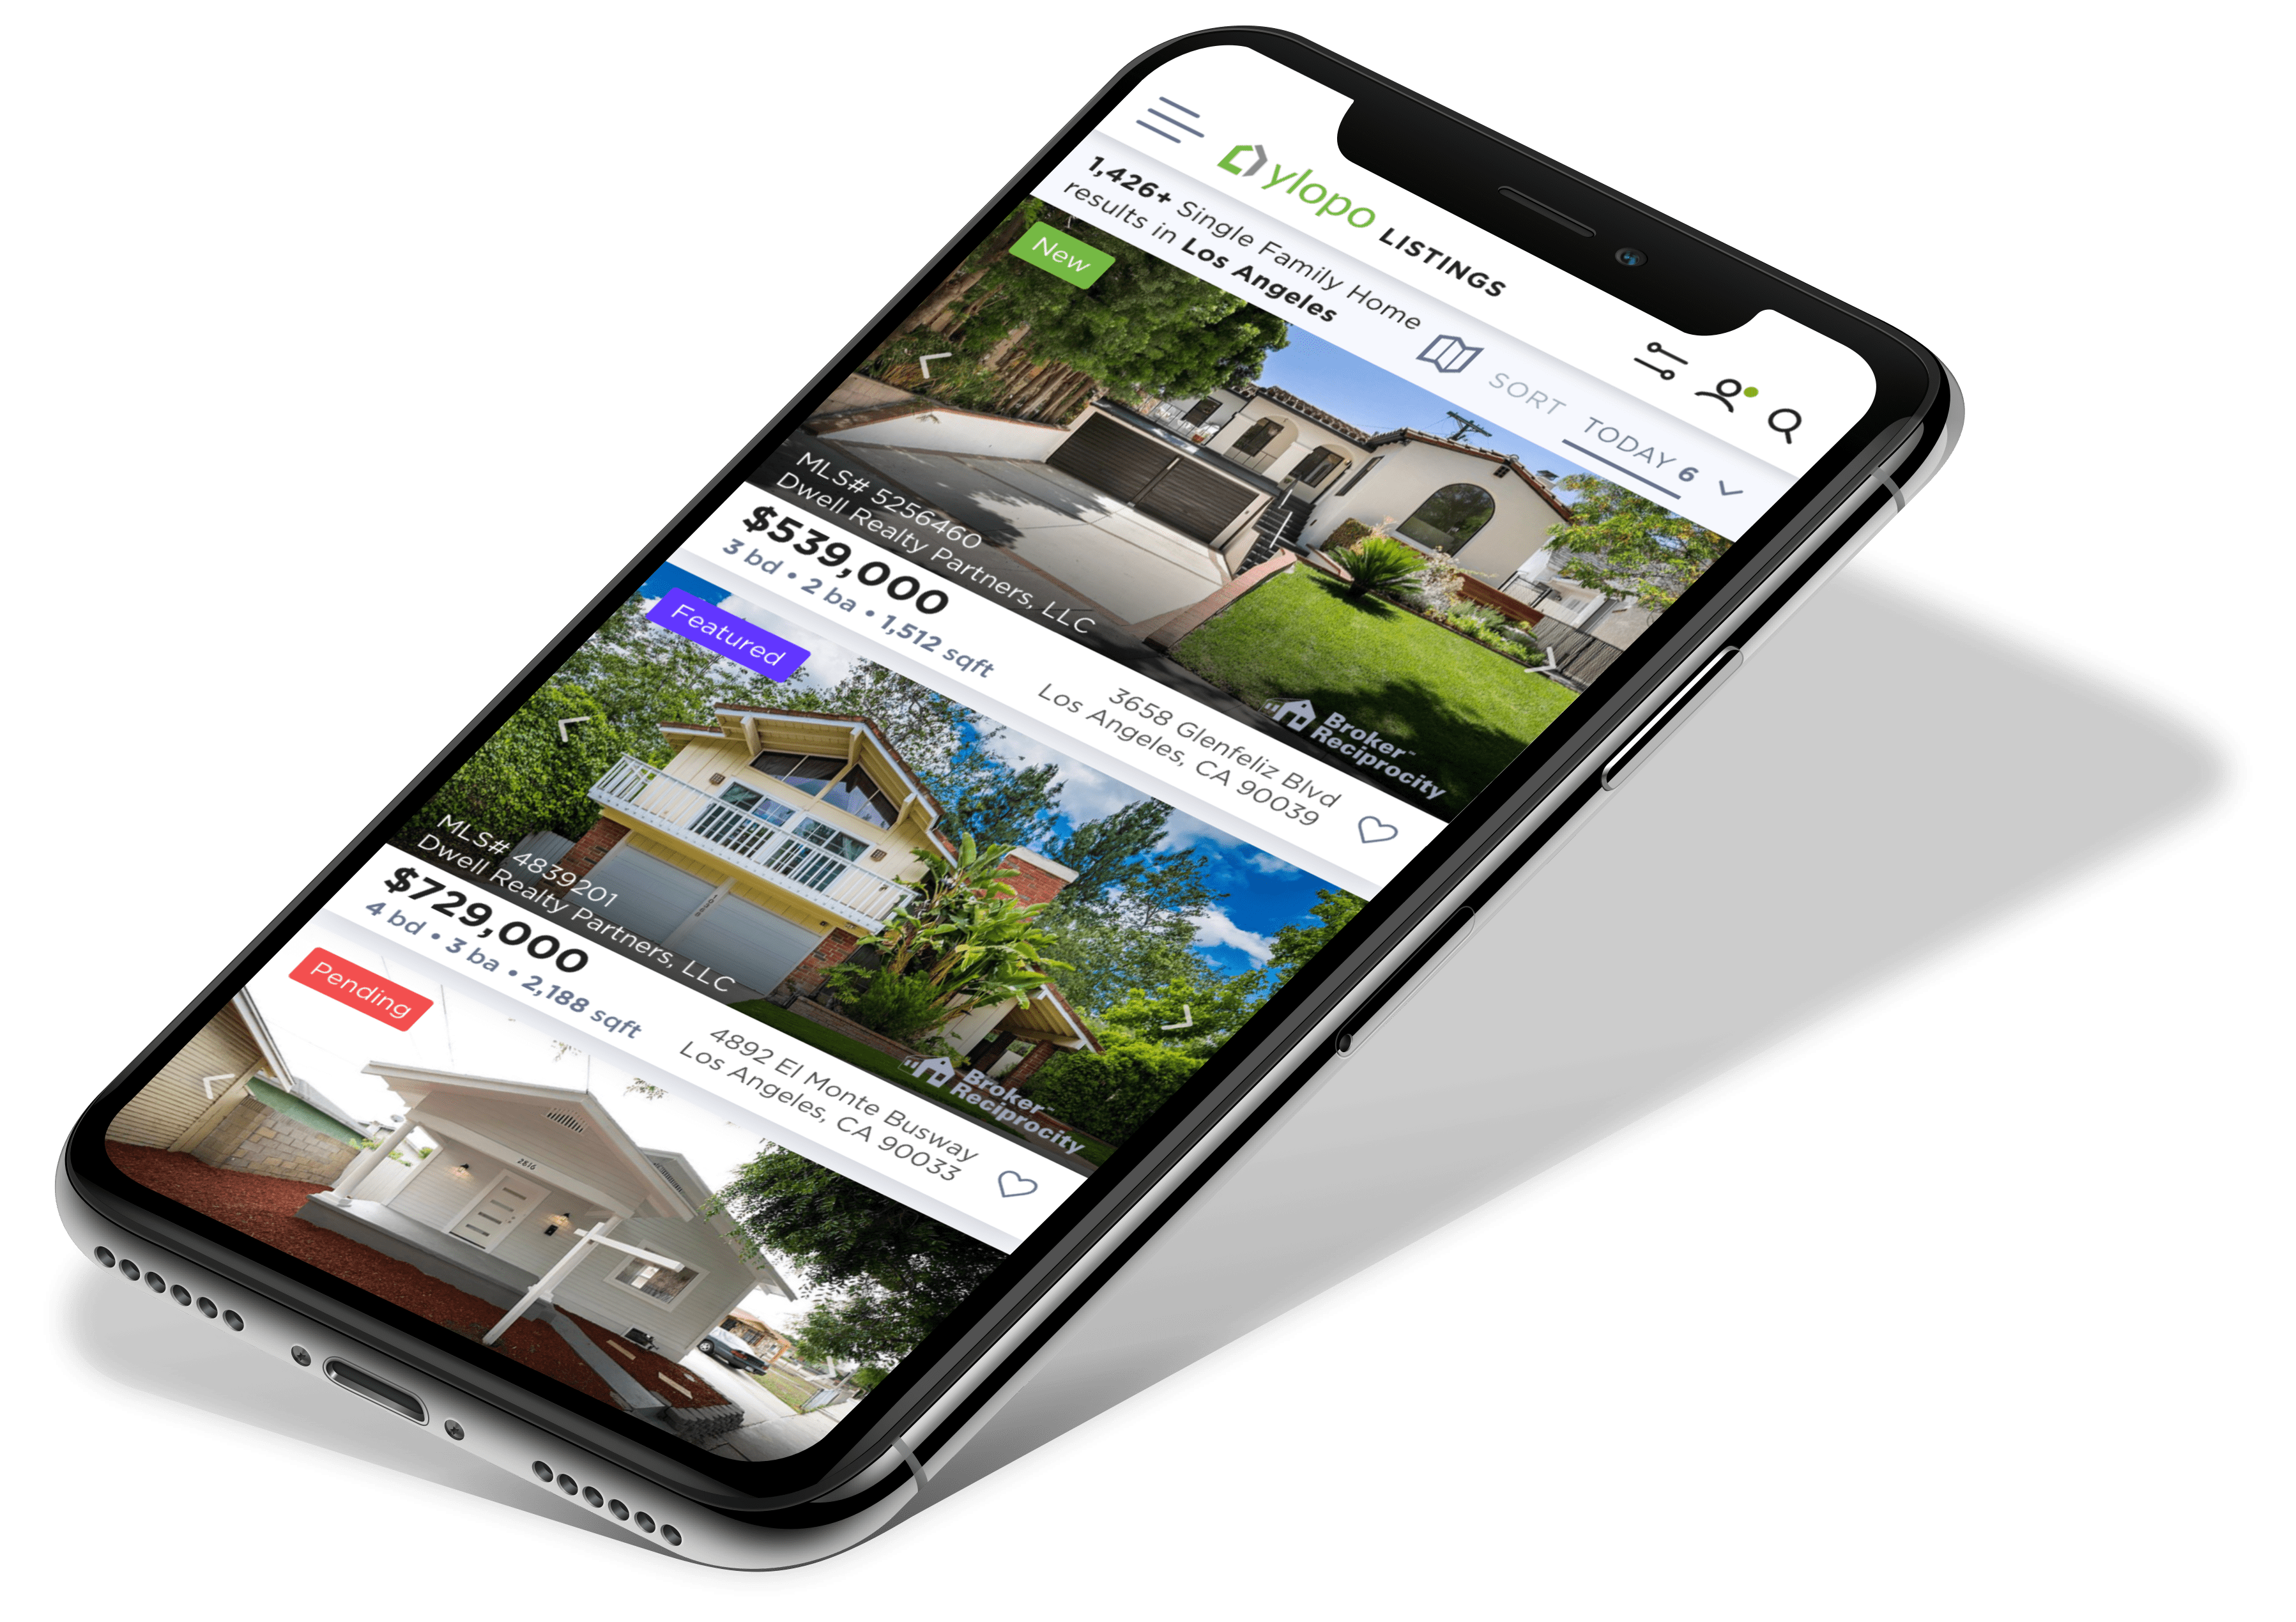 ylopo LISTINGS
1,426+ Single Family Home
results in Los Angeles
SORT TODAY 6
New
MLS# 5256460
Dwell Realty Partners, LLC
Broker
Reciprocity
$539,000
3 bd • 2 ba • 1,512 sqft
3658 Glenfeliz Blvd
Los Angeles, CA 90039
Featured
MLS# 4839201
Dwell Realty Partners, LLC
Broker
Reciprocity
$729,000
4 bd • 3 ba • 2,188 sqft
4892 El Monte Busway
Los Angeles, CA 90033
Pending
2816